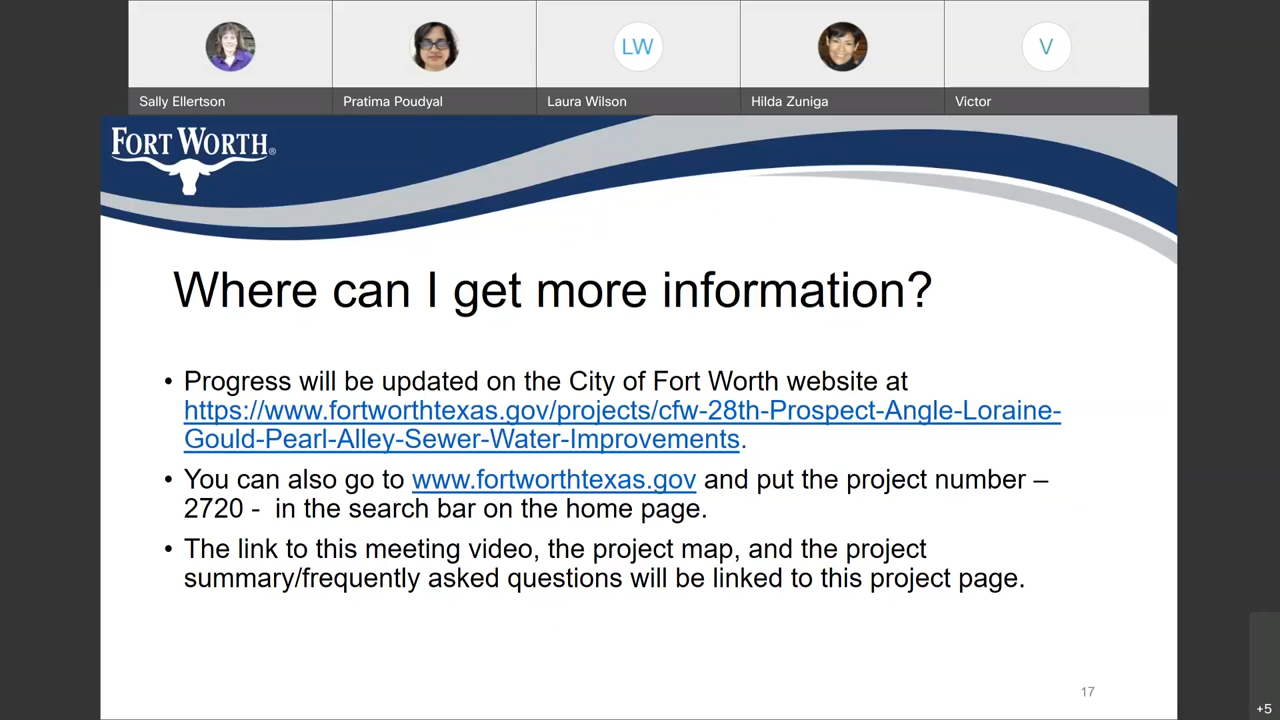 LW
V
Sally Ellertson
Pratima Poudyal
Laura Wilson
Hilda Zuniga
Victor
FORT WORTH®
Where can I get more information?
• Progress will be updated on the City of Fort Worth website at
https://www.fortworthtexas.gov/projects/cfw-28th-Prospect-Angle-Loraine-
Gould-Pearl-Alley-Sewer-Water-Improvements.
• You can also go to www.fortworthtexas.gov and put the project number –
2720 - in the search bar on the home page.
• The link to this meeting video, the project map, and the project
summary/frequently asked questions will be linked to this project page.
17
+5